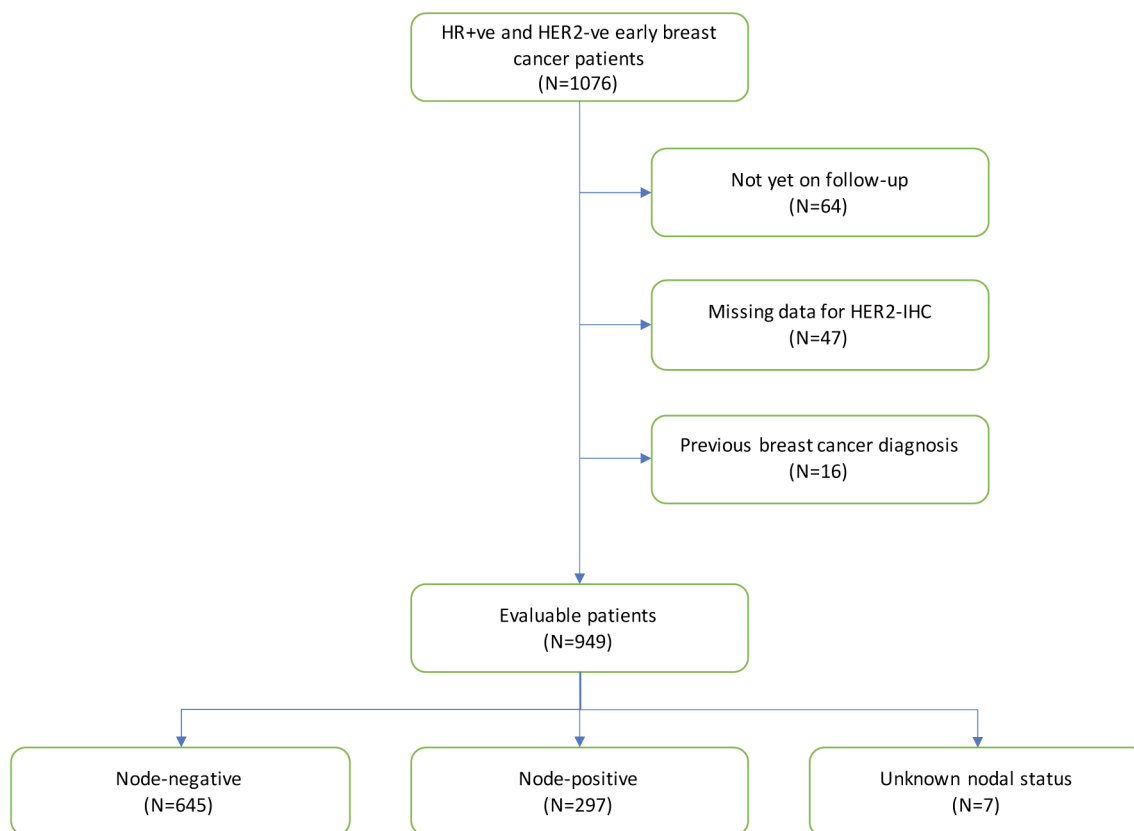 HR+ve and HER2-ve early breast
cancer patients
(N=1076)
Not yet on follow-up
(N=64)
Missing data for HER2-IHC
(N=47)
Previous breast cancer diagnosis
(N=16)
Evaluable patients
(N=949)
Node-negative
(N=645)
Node-positive
(N=297)
Unknown nodal status
(N=7)